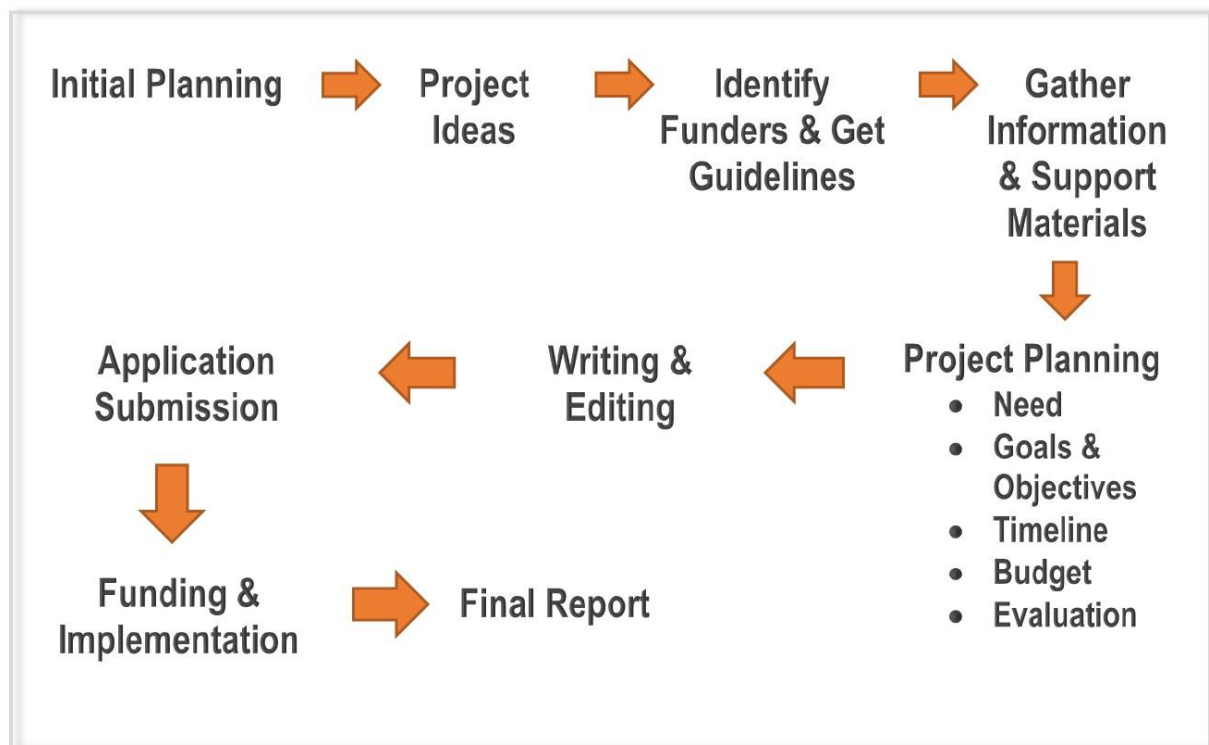 Initial Planning
Project
Ideas
Identify
Funders & Get
Guidelines
Gather
Information
& Support
Materials
Project Planning
• Need
• Goals &
Objectives
• Timeline
• Budget
• Evaluation
Writing &
Editing
Application
Submission
Funding &
Implementation
Final Report